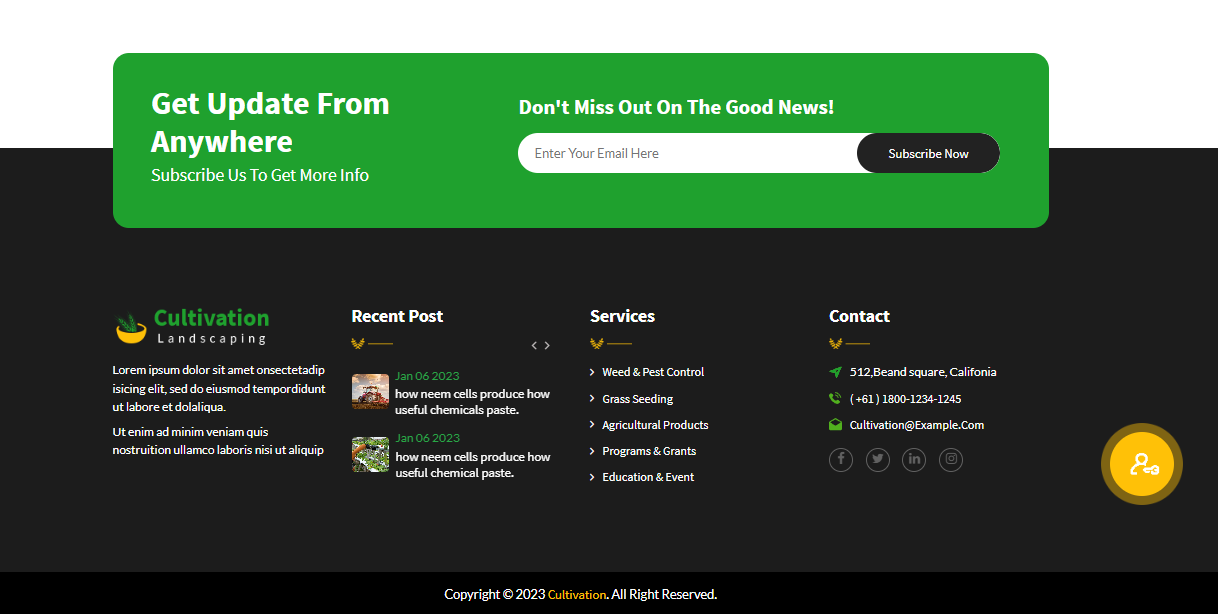 Get Update From
Anywhere
Subscribe Us To Get More Info
Don't Miss Out On The Good News!
Enter Your Email Here
Subscribe Now
Cultivation
Landscaping
Lorem ipsum dolor sit amet onsectetadip
isicing elit, sed do eiusmod tempordidunt
ut labore et dolaliqua.
Ut enim ad minim veniam quis
nostruition ullamco laboris nisi ut aliquip
Recent Post
Jan 06 2023
how neem cells produce how
useful chemicals paste.
Jan 06 2023
how neem cells produce how
useful chemical paste.
Services
Weed & Pest Control
Grass Seeding
Agricultural Products
Programs & Grants
Education & Event
Contact
512,Beand square, Califonia
( +61 ) 1800-1234-1245
Cultivation@Example.Com
Copyright © 2023 Cultivation. All Right Reserved.